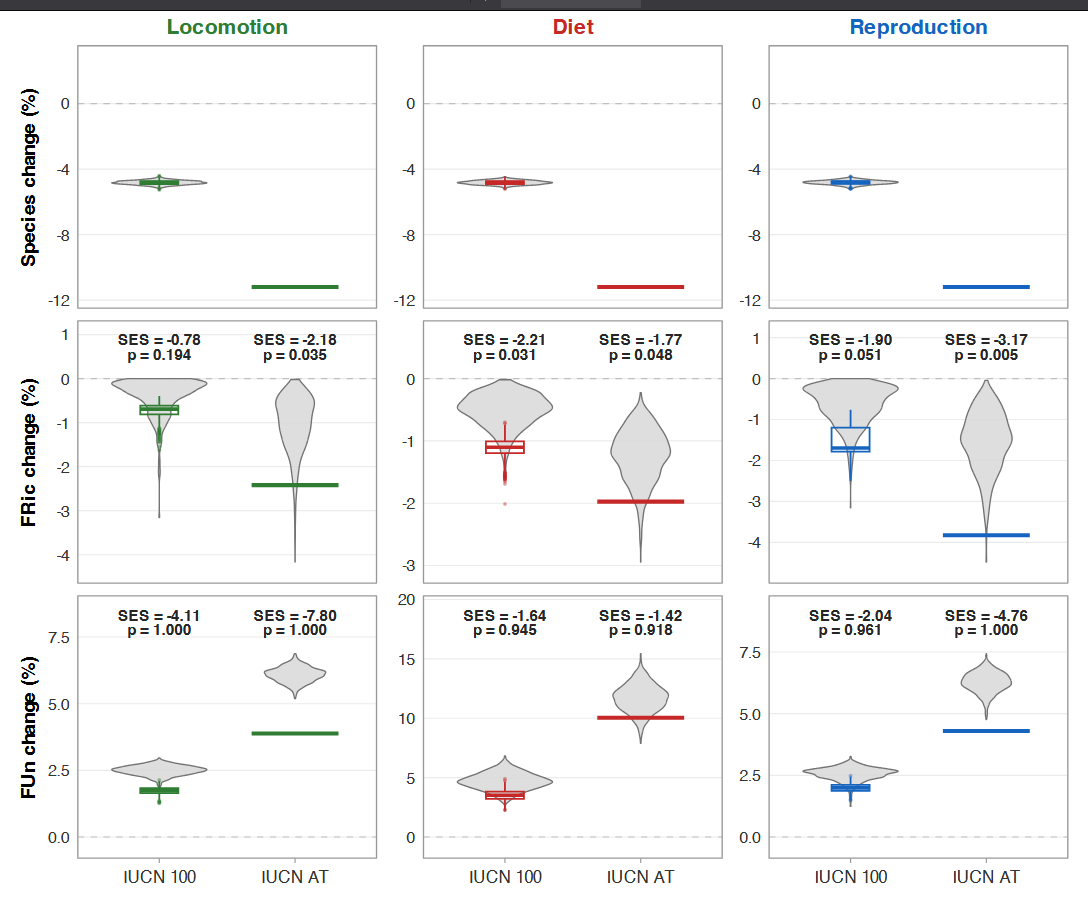 Locomotion Diet Reproduction
Species change (%)
0 0 0
-4 -4 -4
-8 -8 -8
-12 -12 -12
FRic change (%)
SES = -0.78 SES = -2.18 SES = -2.21 SES = -1.77 SES = -1.90 SES = -3.17
p = 0.194 p = 0.035 p = 0.031 p = 0.048 p = 0.051 p = 0.005
1 1
0 0 0
-1 -1 -1
-2 -2 -2
-3 -3 -3
-4 -4
FUn change (%)
SES = -4.11 SES = -7.80 SES = -1.64 SES = -1.42 SES = -2.04 SES = -4.76
p = 1.000 p = 1.000 p = 0.945 p = 0.918 p = 0.961 p = 1.000
20
7.5 15 7.5
5.0 10 5.0
2.5 5 2.5
0.0 0 0.0
IUCN 100 IUCN AT IUCN 100 IUCN AT IUCN 100 IUCN AT